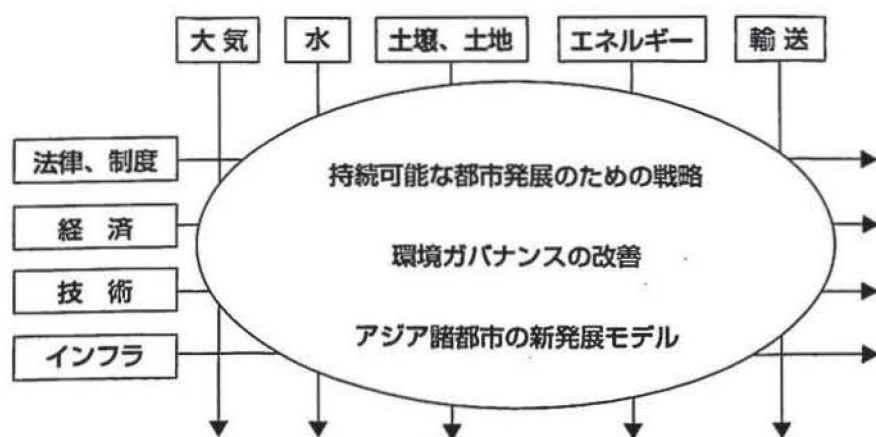 大気 水 土壌、土地 エネルギー 輸送
法律、制度
持続可能な都市発展のための戦略
経済
環境ガバナンスの改善
技術
アジア諸都市の新発展モデル
インフラ